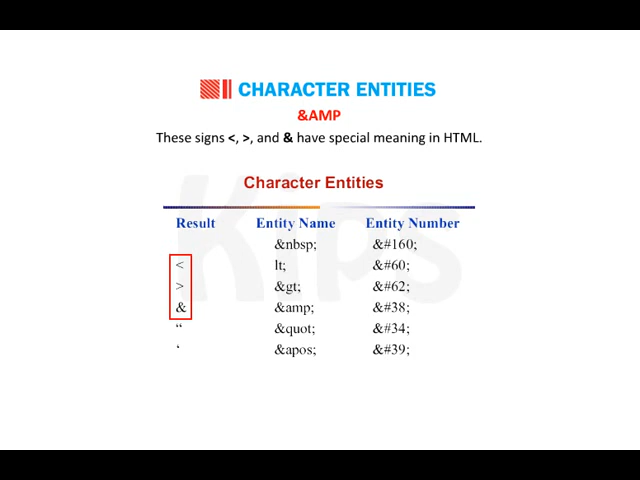 CHARACTER ENTITIES
&AMP
These signs <, >, and & have special meaning in HTML.
Kips
Character Entities
Result Entity Name Entity Number
&nbsp; &#160;
< lt; &#60;
> &gt; &#62;
& &amp; &#38;
“ &quot; &#34;
‘ &apos; &#39;